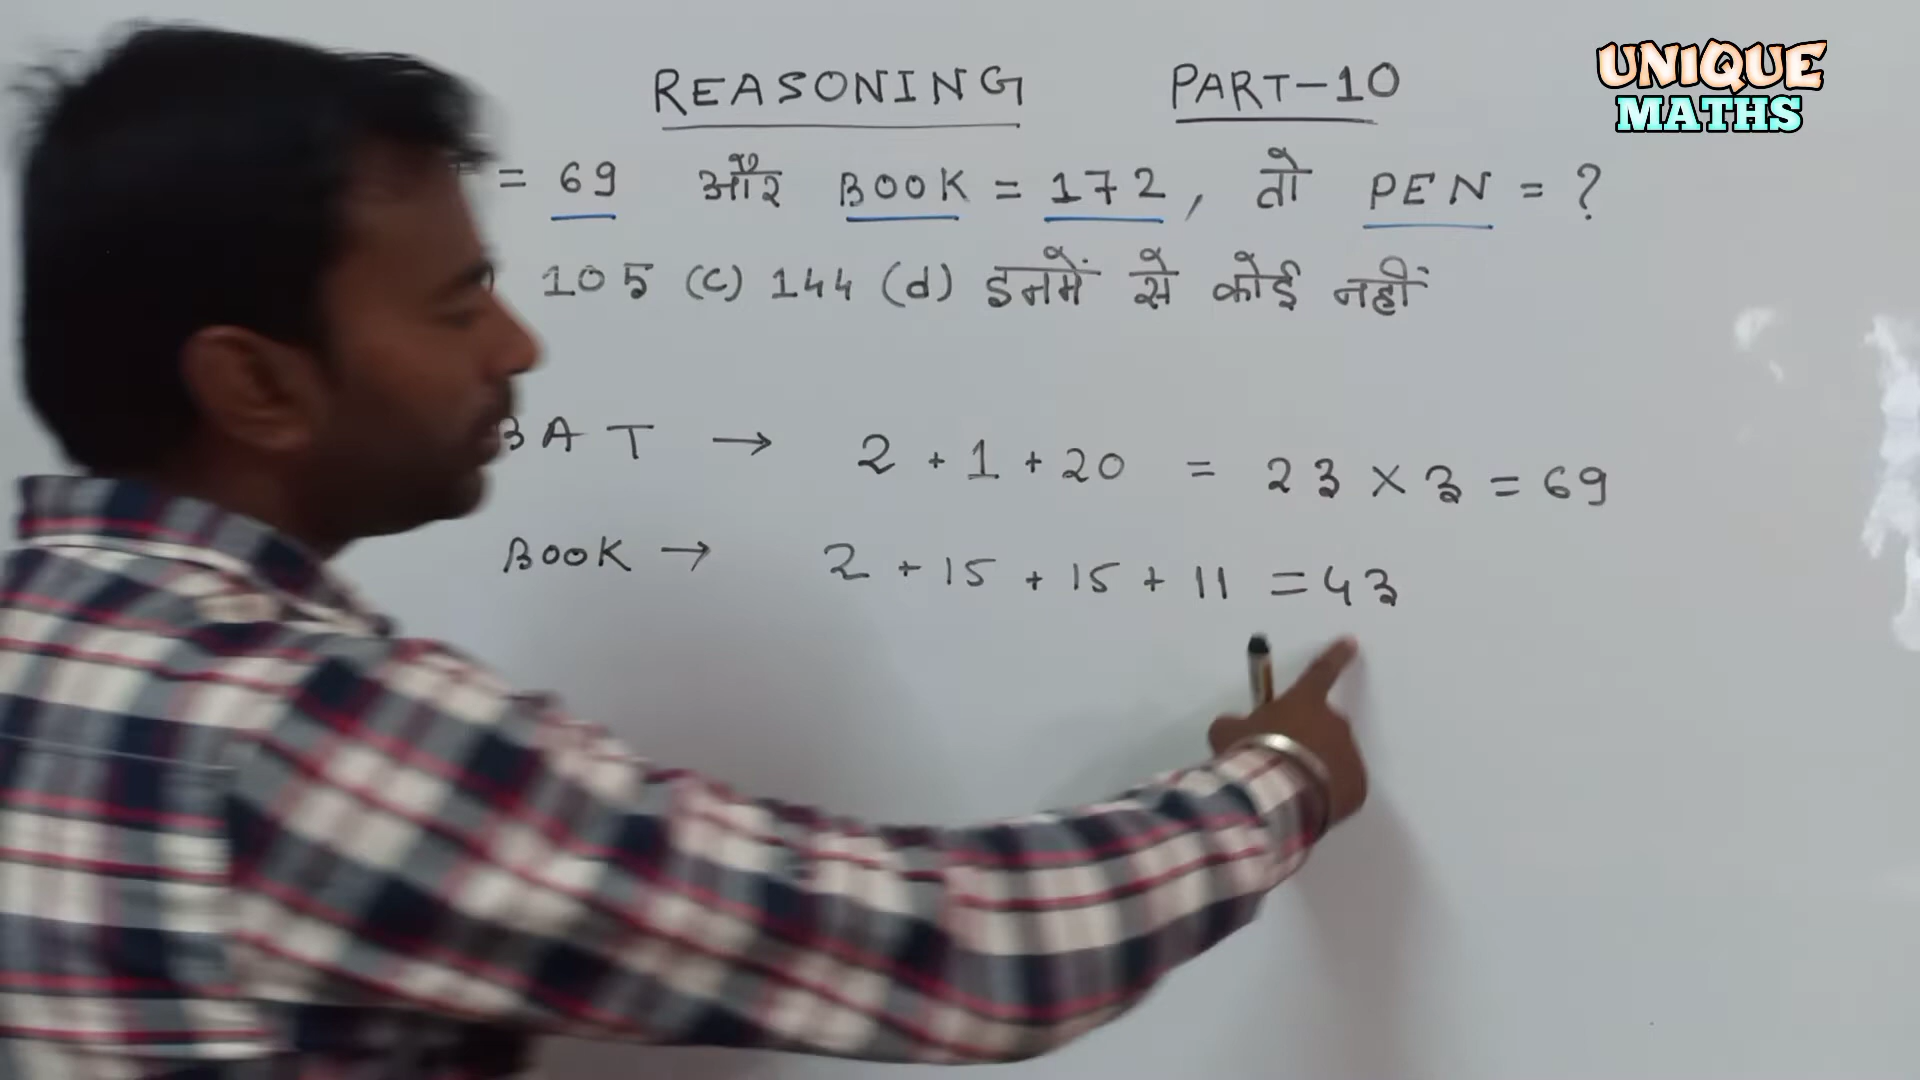 REASONING PART-10
UNIQUE
MATHS
= 69 और BOOK = 172, तो PEN = ?
) 105 (c) 144 (d) इनमें से कोई नहीं
BAT → 2 + 1 + 20 = 23 × 3 = 69
BOOK → 2 + 15 + 15 + 11 = 43